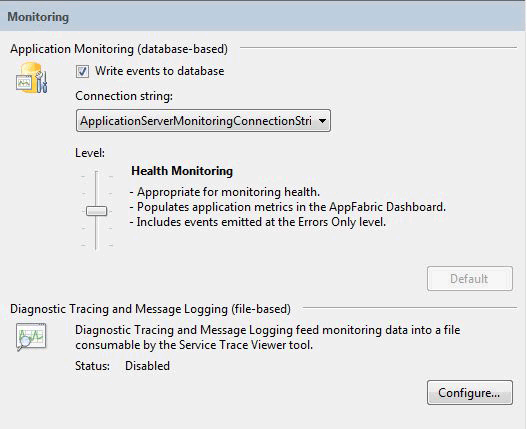 Monitoring
Application Monitoring (database-based)
Write events to database
Connection string:
ApplicationServerMonitoringConnectionStri
Level:
Health Monitoring
- Appropriate for monitoring health.
- Populates application metrics in the AppFabric Dashboard.
- Includes events emitted at the Errors Only level.
Default
Diagnostic Tracing and Message Logging (file-based)
Diagnostic Tracing and Message Logging feed monitoring data into a file
consumable by the Service Trace Viewer tool.
Status: Disabled
Configure...